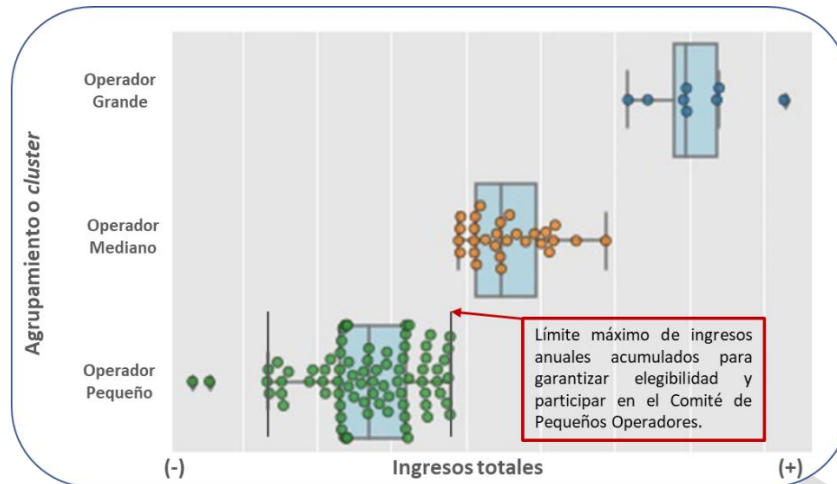 Agrupamiento o cluster
Operador
Grande
Operador
Mediano
Operador
Pequeño
Límite máximo de ingresos
anuales acumulados para
garantizar elegibilidad y
participar en el Comité de
Pequeños Operadores.
(-)
Ingresos totales
(+)